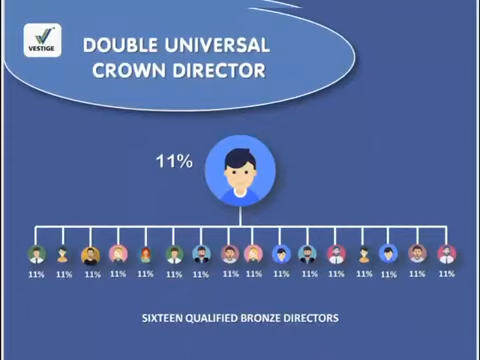 VESTIGE
DOUBLE UNIVERSAL
CROWN DIRECTOR
11%
11% 11% 11% 11% 11% 11% 11% 11% 11% 11% 11% 11% 11% 11% 11% 11%
SIXTEEN QUALIFIED BRONZE DIRECTORS